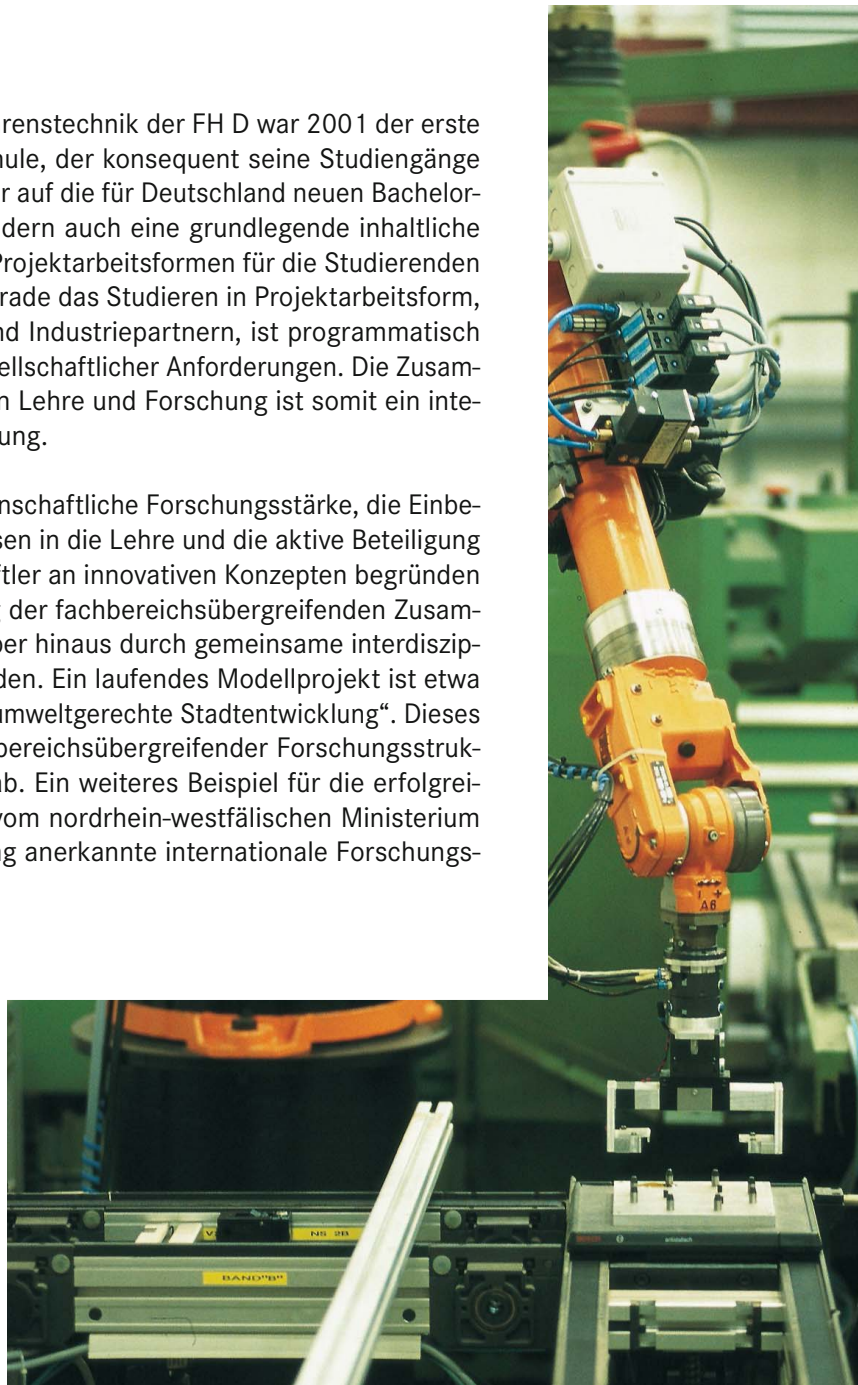 renstechnik der FH D war 2001 der erste
ule, der konsequent seine Studiengänge
r auf die für Deutschland neuen Bachelor-
dern auch eine grundlegende inhaltliche
Projektarbeitsformen für die Studierenden
rade das Studieren in Projektarbeitsform,
nd Industriepartnern, ist programmatisch
ellschaftlicher Anforderungen. Die Zusam-
n Lehre und Forschung ist somit ein inte-
ung.
nschaftliche Forschungsstärke, die Einbe-
sen in die Lehre und die aktive Beteiligung
ftler an innovativen Konzepten begründen
g der fachbereichsübergreifenden Zusam-
ber hinaus durch gemeinsame interdiszip-
den. Ein laufendes Modellprojekt ist etwa
umweltgerechte Stadtentwicklung“. Dieses
bereichsübergreifender Forschungsstruk-
ab. Ein weiteres Beispiel für die erfolgrei-
vom nordrhein-westfälischen Ministerium
ng anerkannte internationale Forschungs-
I +
A6
NS 2B
BAND"B"
BOSCH